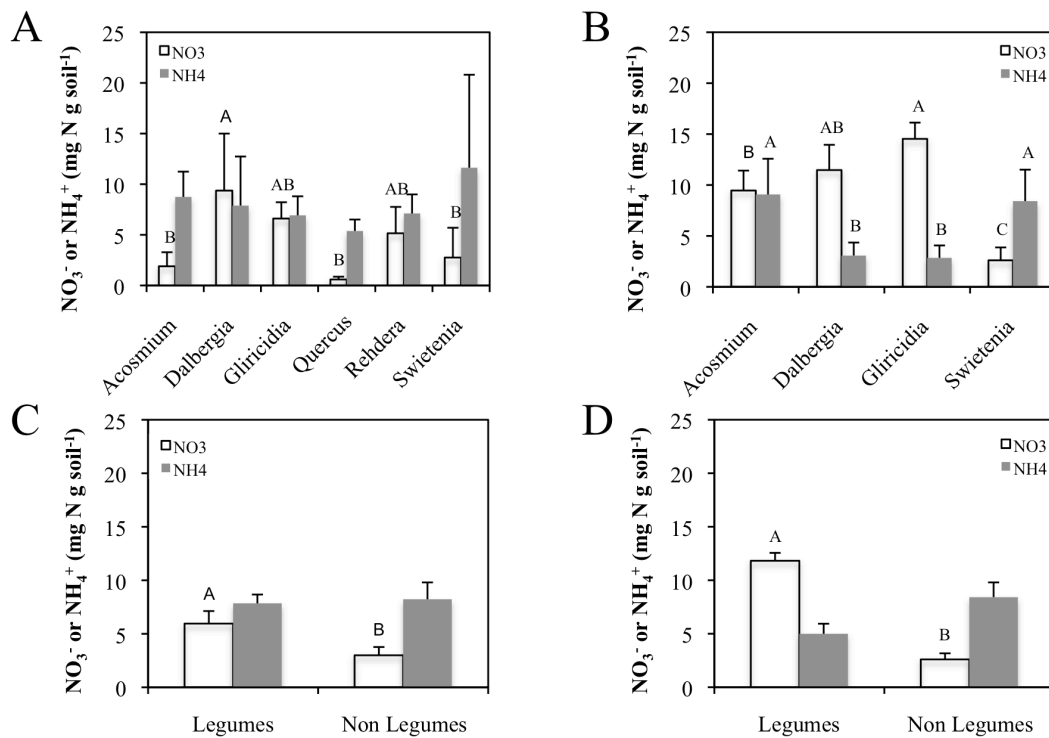 A
NO₃⁻ or NH₄⁺ (mg N g soil⁻¹)
25
20
15
10
5
0
NO3
NH4
B
A
AB
B
AB
B
Acosmium
Dalbergia
Gliricidia
Quercus
Rehdera
Swietenia
B
NO₃⁻ or NH₄⁺ (mg N g soil⁻¹)
25
20
15
10
5
0
NO3
NH4
B
A
AB
B
A
B
C
A
Acosmium
Dalbergia
Gliricidia
Swietenia
C
NO₃⁻ or NH₄⁺ (mg N g soil⁻¹)
25
20
15
10
5
0
NO3
NH4
A
B
Legumes
Non Legumes
D
NO₃⁻ or NH₄⁺ (mg N g soil⁻¹)
25
20
15
10
5
0
NO3
NH4
A
B
Legumes
Non Legumes